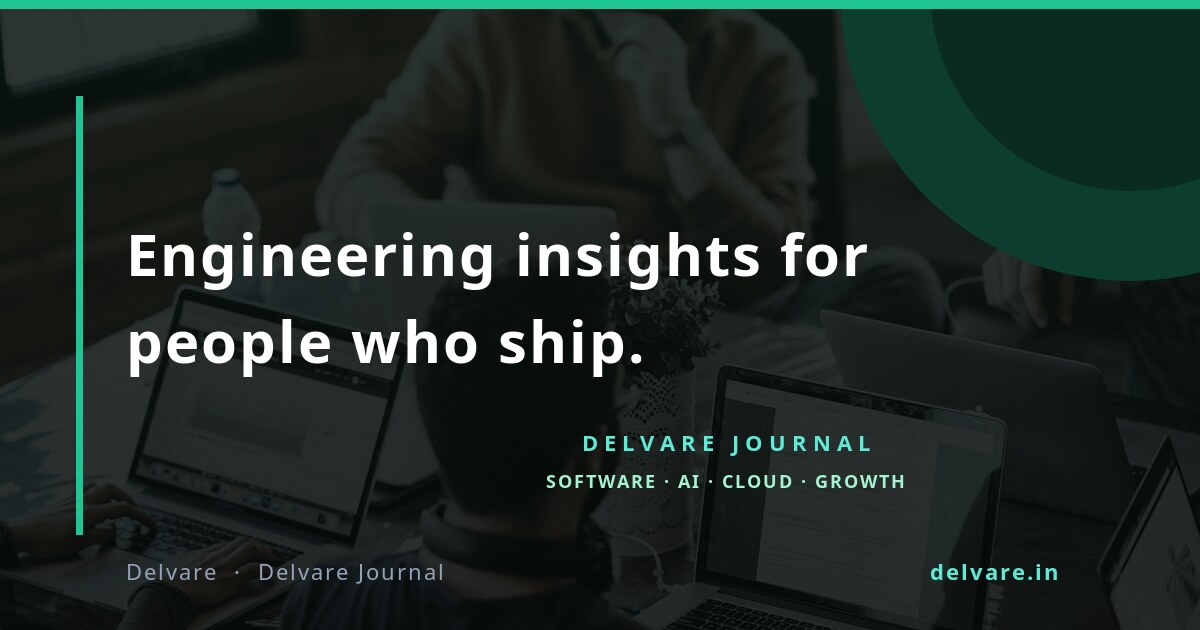 Engineering insights for
people who ship.
DELVARE JOURNAL
SOFTWARE · AI · CLOUD · GROWTH
Delvare · Delvare Journal
delvare.in